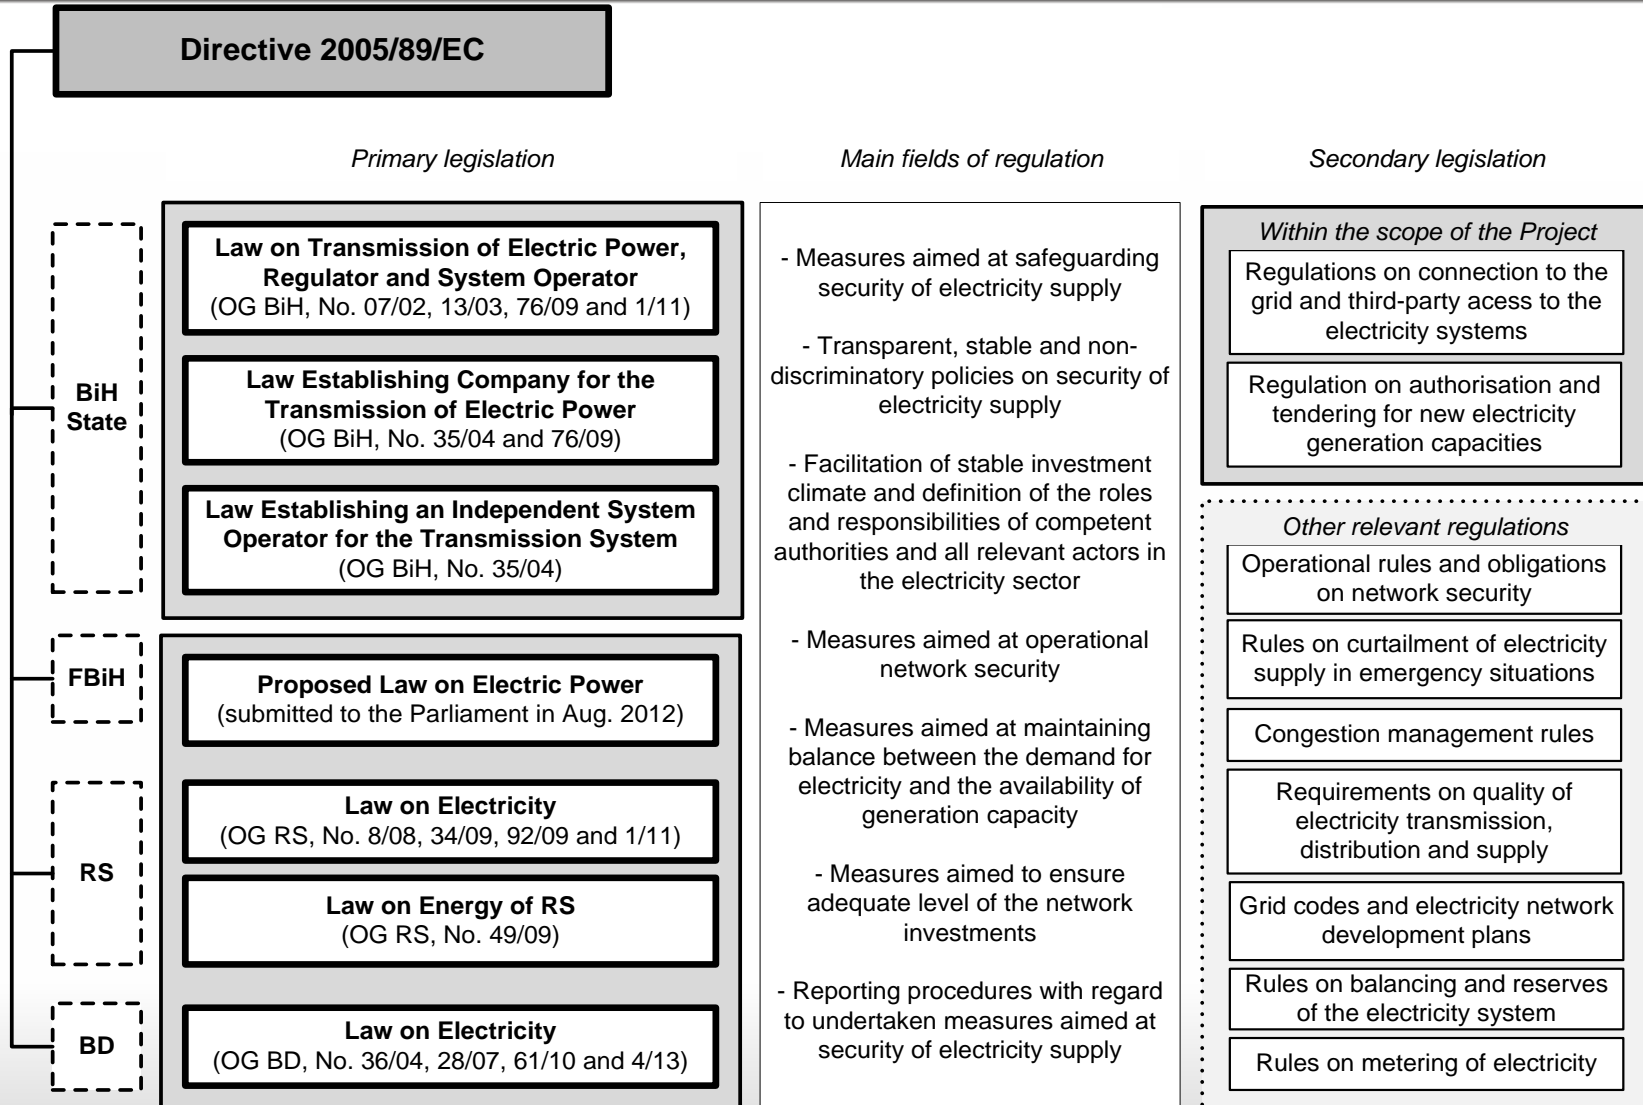 Directive 2005/89/EC
Primary legislation
Main fields of regulation
Secondary legislation
BiH
State
FBiH
RS
BD
Law on Transmission of Electric Power,
Regulator and System Operator
(OG BiH, No. 07/02, 13/03, 76/09 and 1/11)
Law Establishing Company for the
Transmission of Electric Power
(OG BiH, No. 35/04 and 76/09)
Law Establishing an Independent System
Operator for the Transmission System
(OG BiH, No. 35/04)
Proposed Law on Electric Power
(submitted to the Parliament in Aug. 2012)
Law on Electricity
(OG RS, No. 8/08, 34/09, 92/09 and 1/11)
Law on Energy of RS
(OG RS, No. 49/09)
Law on Electricity
(OG BD, No. 36/04, 28/07, 61/10 and 4/13)
- Measures aimed at safeguarding
security of electricity supply
- Transparent, stable and non-
discriminatory policies on security of
electricity supply
- Facilitation of stable investment
climate and definition of the roles
and responsibilities of competent
authorities and all relevant actors in
the electricity sector
- Measures aimed at operational
network security
- Measures aimed at maintaining
balance between the demand for
electricity and the availability of
generation capacity
- Measures aimed to ensure
adequate level of the network
investments
- Reporting procedures with regard
to undertaken measures aimed at
security of electricity supply
Within the scope of the Project
Regulations on connection to the
grid and third-party acess to the
electricity systems
Regulation on authorisation and
tendering for new electricity
generation capacities
Other relevant regulations
Operational rules and obligations
on network security
Rules on curtailment of electricity
supply in emergency situations
Congestion management rules
Requirements on quality of
electricity transmission,
distribution and supply
Grid codes and electricity network
development plans
Rules on balancing and reserves
of the electricity system
Rules on metering of electricity